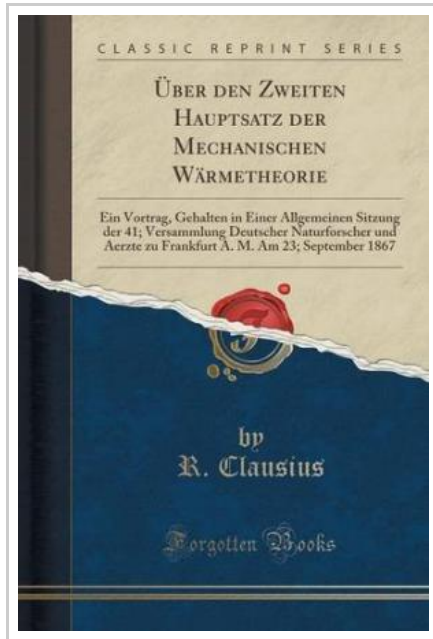 CLASSIC REPRINT SERIES
ÜBER DEN ZWEITEN
HAUPTSATZ DER
MECHANISCHEN
WÄRMETHEORIE
Ein Vortrag, Gehalten in Einer Allgemeinen Sitzung
der 41; Versammlung Deutscher Naturforscher und
Aerzte zu Frankfurt A. M. Am 23; September 1867
by
R. Clausius
Forgotten Books